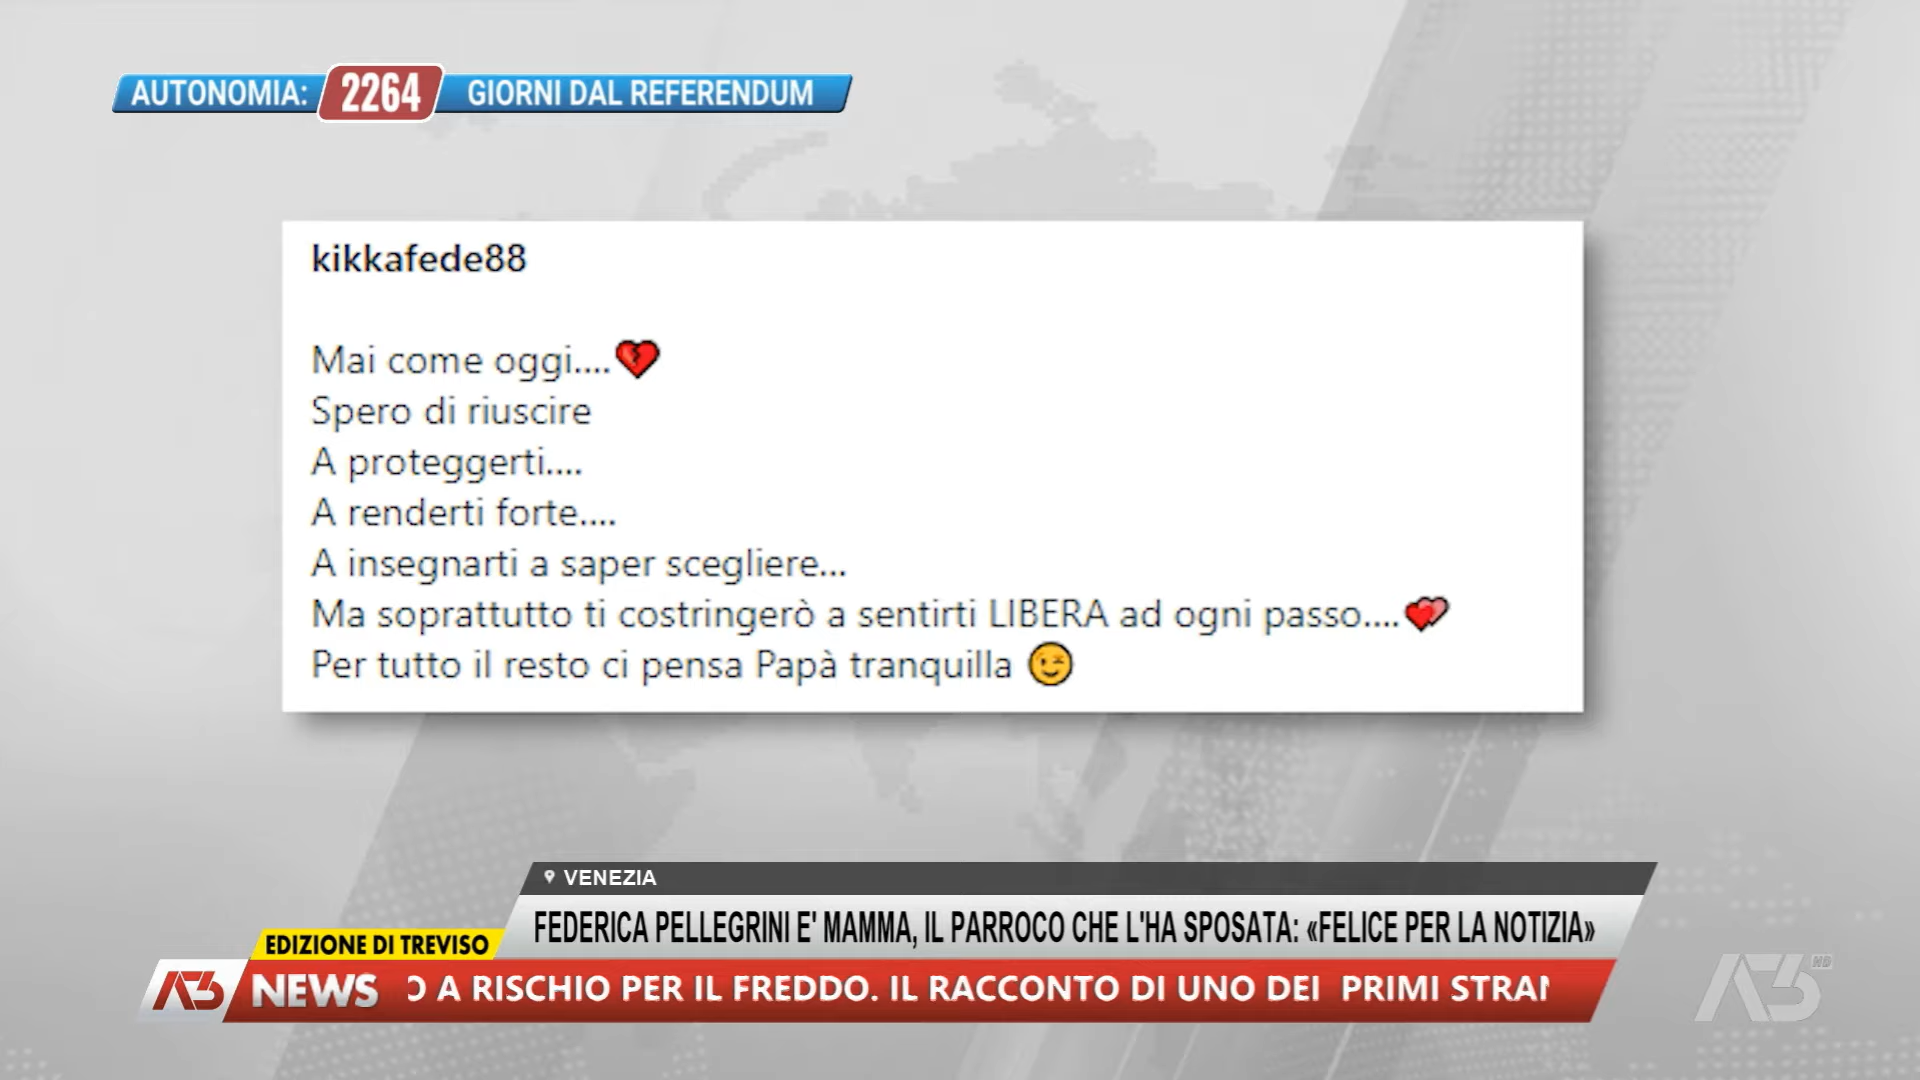 AUTONOMIA: 2264 GIORNI DAL REFERENDUM
kikkafede88
Mai come oggi....💔
Spero di riuscire
A proteggerti....
A renderti forte....
A insegnarti a saper scegliere...
Ma soprattutto ti costringerò a sentirti LIBERA ad ogni passo....💕
Per tutto il resto ci pensa Papà tranquilla 😉
VENEZIA
FEDERICA PELLEGRINI E' MAMMA, IL PARROCO CHE L'HA SPOSATA: «FELICE PER LA NOTIZIA»
EDIZIONE DI TREVISO
A3 NEWS O A RISCHIO PER IL FREDDO. IL RACCONTO DI UNO DEI PRIMI STRAN
A3 HD